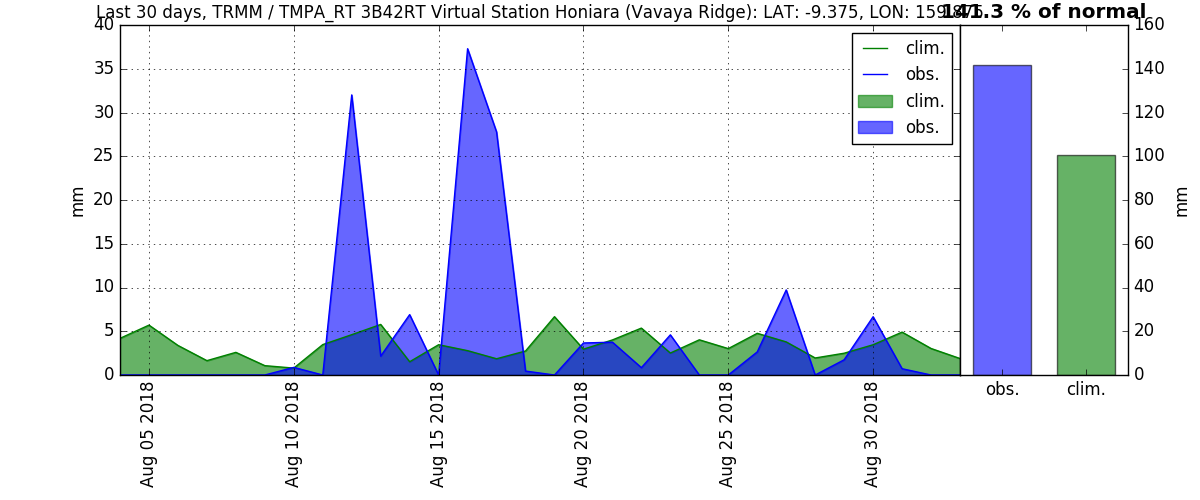 Last 30 days, TRMM / TMPA_RT 3B42RT Virtual Station Honiara (Vavaya Ridge): LAT: -9.375, LON: 159.875
141.3 % of normal
40
35
30
25
20
15
10
5
0
mm
clim.
obs.
clim.
obs.
160
140
120
100
80
60
40
20
0
mm
obs.
clim.
Aug 05 2018
Aug 10 2018
Aug 15 2018
Aug 20 2018
Aug 25 2018
Aug 30 2018